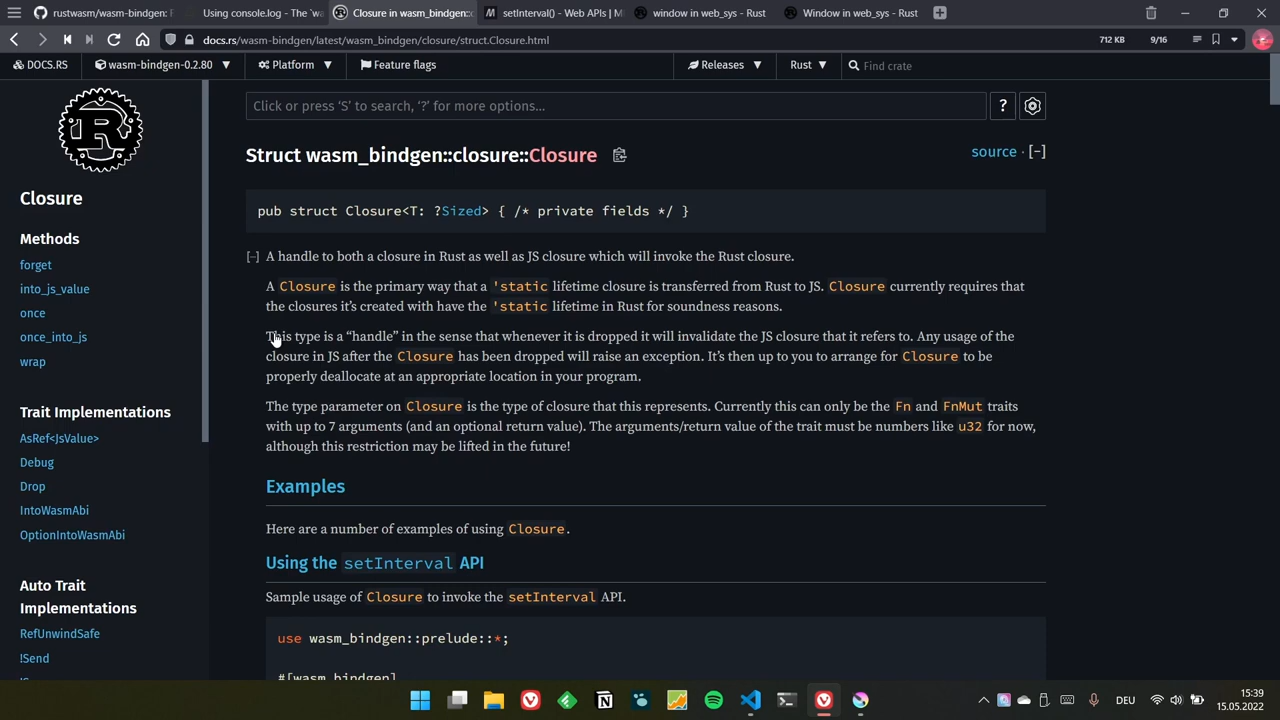 rustwasm/wasm-bindgen: F
Using console.log - The `wa
Closure in wasm_bindgen::c
setInterval() - Web APIs | M
window in web_sys - Rust
Window in web_sys - Rust
docs.rs/wasm-bindgen/latest/wasm_bindgen/closure/struct.Closure.html
712 KB
9/16
DOCS.RS
wasm-bindgen-0.2.80
Platform
Feature flags
Releases
Rust
Find crate
Click or press ‘S’ to search, ‘?’ for more options…
?
Closure
Methods
forget
into_js_value
once
once_into_js
wrap
Trait Implementations
AsRef<JsValue>
Debug
Drop
IntoWasmAbi
OptionIntoWasmAbi
Auto Trait
Implementations
RefUnwindSafe
!Send
Struct wasm_bindgen::closure::Closure
source · [−]
pub struct Closure<T: ?Sized> { /* private fields */ }
[−] A handle to both a closure in Rust as well as JS closure which will invoke the Rust closure.
A Closure is the primary way that a 'static lifetime closure is transferred from Rust to JS. Closure currently requires that
the closures it’s created with have the 'static lifetime in Rust for soundness reasons.
This type is a “handle” in the sense that whenever it is dropped it will invalidate the JS closure that it refers to. Any usage of the
closure in JS after the Closure has been dropped will raise an exception. It’s then up to you to arrange for Closure to be
properly deallocate at an appropriate location in your program.
The type parameter on Closure is the type of closure that this represents. Currently this can only be the Fn and FnMut traits
with up to 7 arguments (and an optional return value). The arguments/return value of the trait must be numbers like u32 for now,
although this restriction may be lifted in the future!
Examples
Here are a number of examples of using Closure.
Using the setInterval API
Sample usage of Closure to invoke the setInterval API.
use wasm_bindgen::prelude::*;
#[wasm_bindgen]
DEU
15:39
15.05.2022